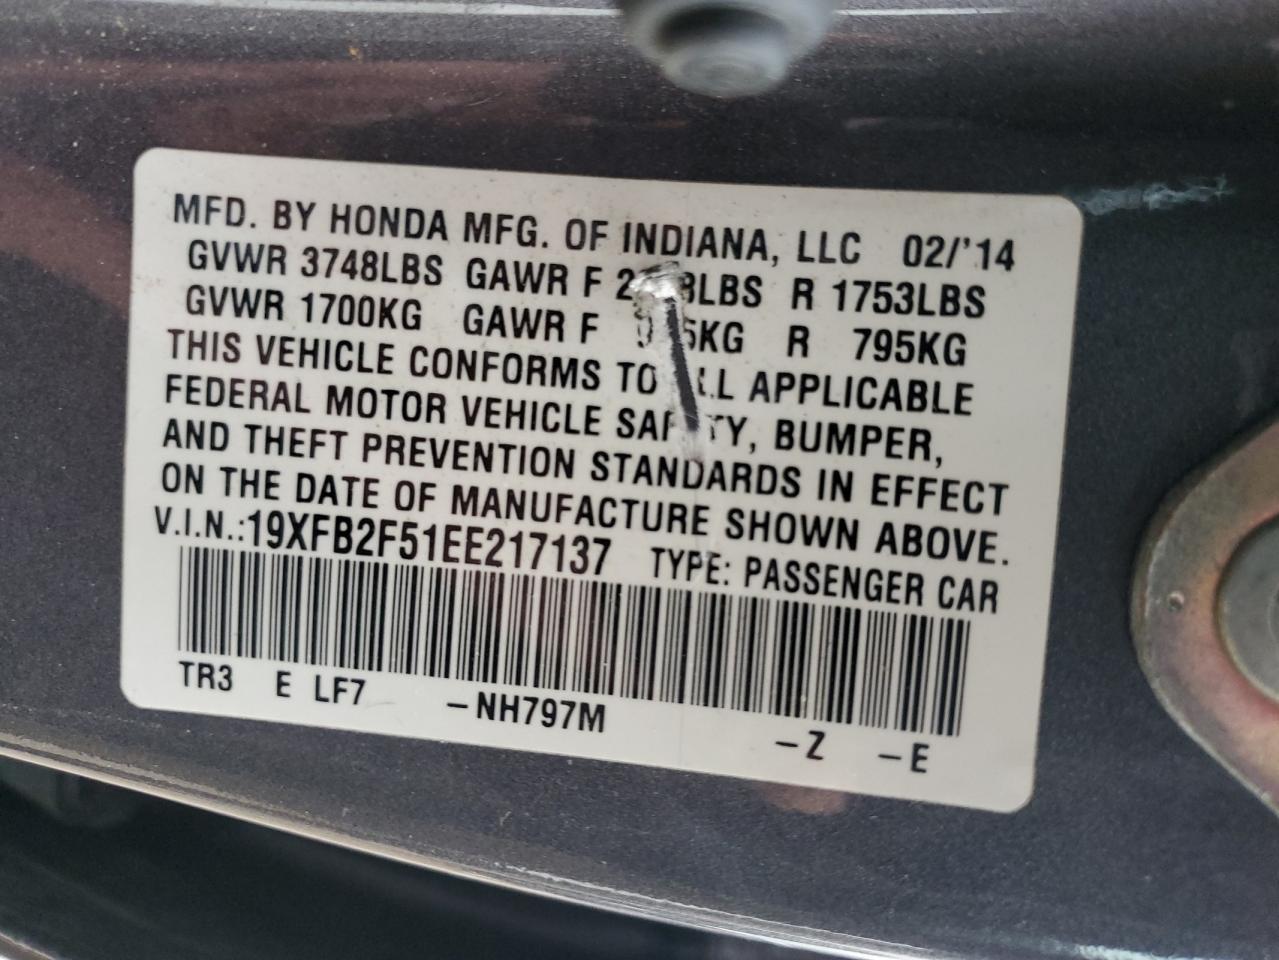 MFD. BY HONDA MFG. OF INDIANA, LLC 02/'14
GVWR 3748LBS GAWR F R 1753LBS
GVWR 1700KG GAWR F R 795KG
THIS VEHICLE CONFORMS TO APPLICABLE
FEDERAL MOTOR VEHICLE BUMPER,
AND THEFT PREVENTION STANDARDS IN EFFECT
ON THE DATE OF MANUFACTURE SHOWN ABOVE.
V.I.N.:19XFB2F51EE217137 TYPE: PASSENGER CAR
TR3 E LF7 -NH797M -Z -E